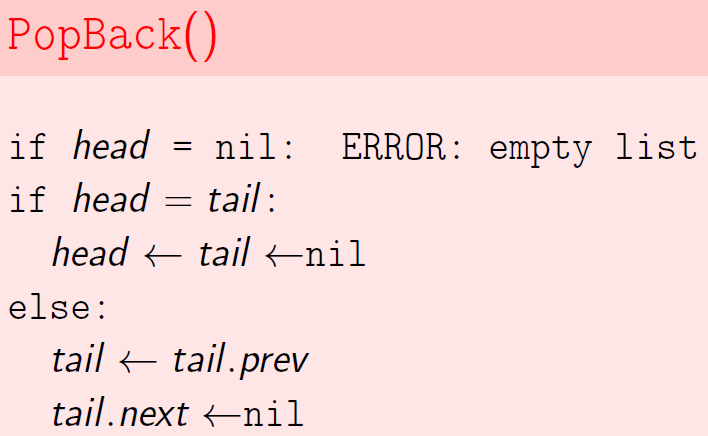 PopBack()
if head = nil: ERROR: empty list
if head = tail:
head ← tail ←nil
else:
tail ← tail.prev
tail.next ←nil